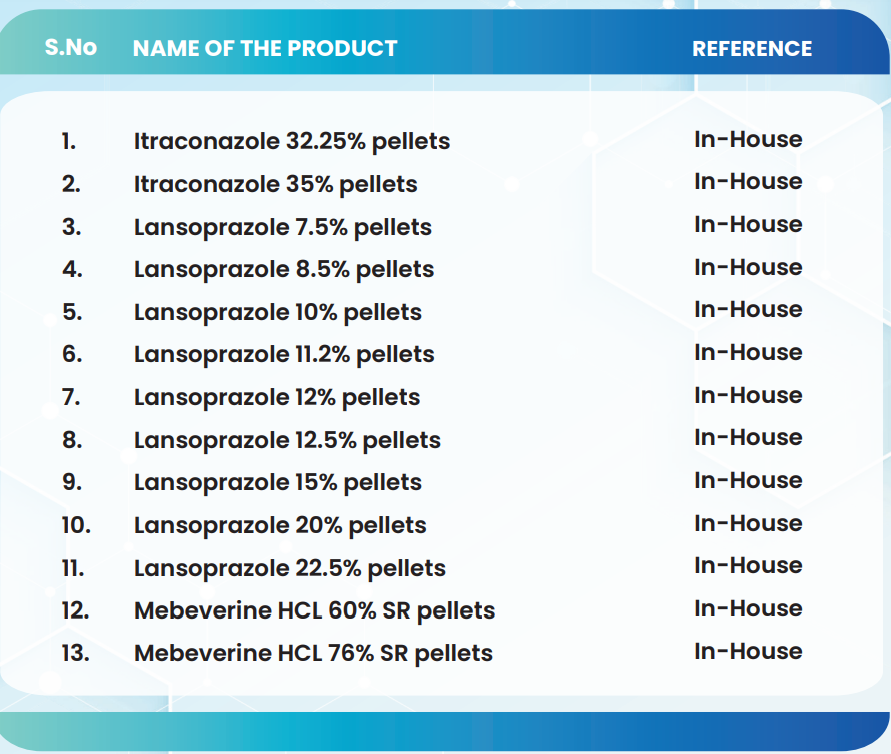 S.No NAME OF THE PRODUCT REFERENCE
1. Itraconazole 32.25% pellets In-House
2. Itraconazole 35% pellets In-House
3. Lansoprazole 7.5% pellets In-House
4. Lansoprazole 8.5% pellets In-House
5. Lansoprazole 10% pellets In-House
6. Lansoprazole 11.2% pellets In-House
7. Lansoprazole 12% pellets In-House
8. Lansoprazole 12.5% pellets In-House
9. Lansoprazole 15% pellets In-House
10. Lansoprazole 20% pellets In-House
11. Lansoprazole 22.5% pellets In-House
12. Mebeverine HCL 60% SR pellets In-House
13. Mebeverine HCL 76% SR pellets In-House